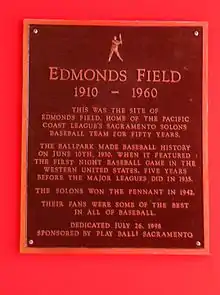 EDMONDS FIELD
1910 - 1960
THIS WAS THE SITE OF
EDMONDS FIELD, HOME OF THE PACIFIC
COAST LEAGUE'S SACRAMENTO SOLONS
BASEBALL TEAM FOR FIFTY YEARS.
THE BALLPARK MADE BASEBALL HISTORY
ON JUNE 10TH, 1930, WHEN IT FEATURED
THE FIRST NIGHT BASEBALL GAME IN THE
WESTERN UNITED STATES, FIVE YEARS
BEFORE THE MAJOR LEAGUES DID IN 1935.
THE SOLONS WON THE PENNANT IN 1942.
THEIR FANS WERE SOME OF THE BEST
IN ALL OF BASEBALL.
DEDICATED JULY 26, 1998
SPONSORED BY PLAY BALL! SACRAMENTO